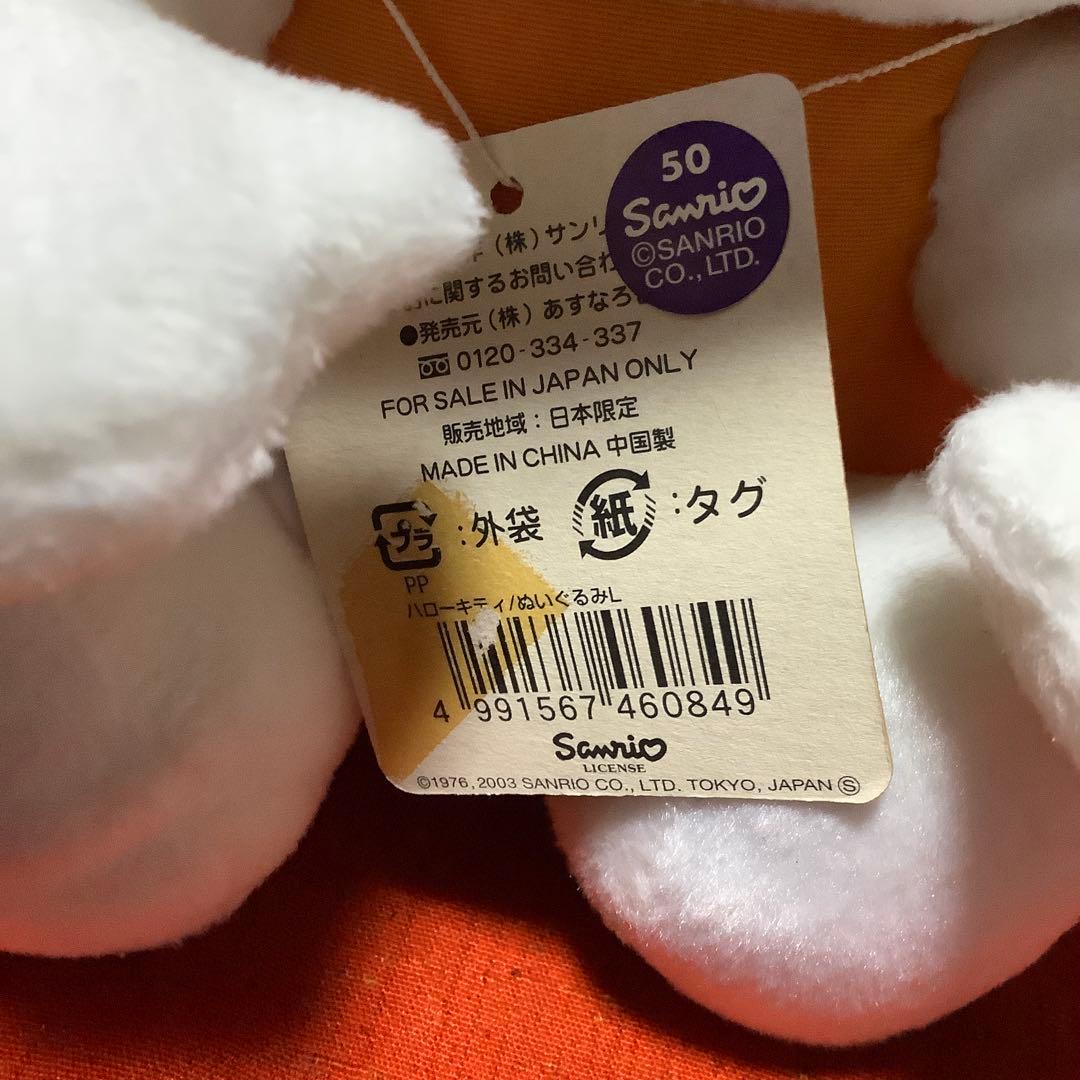 50
Sanrio
©SANRIO
CO., LTD.
(株)サンリ
に関するお問い合わ
●発売元(株)あすなろ
0120-334-337
FOR SALE IN JAPAN ONLY
販売地域:日本限定
MADE IN CHINA 中国製
プラ :外袋 紙 :タグ
PP
ハローキティ/ぬいぐるみL
4 991567 460849
Sanrio
LICENSE
©1976, 2003 SANRIO CO., LTD. TOKYO, JAPAN Ⓢ